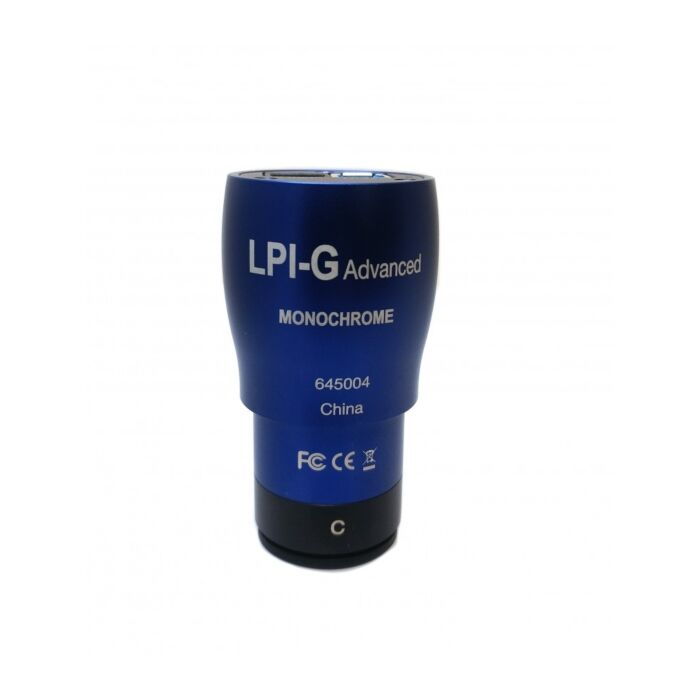 LPI-G Advanced
MONOCHROME
645004
China
FC CE
C